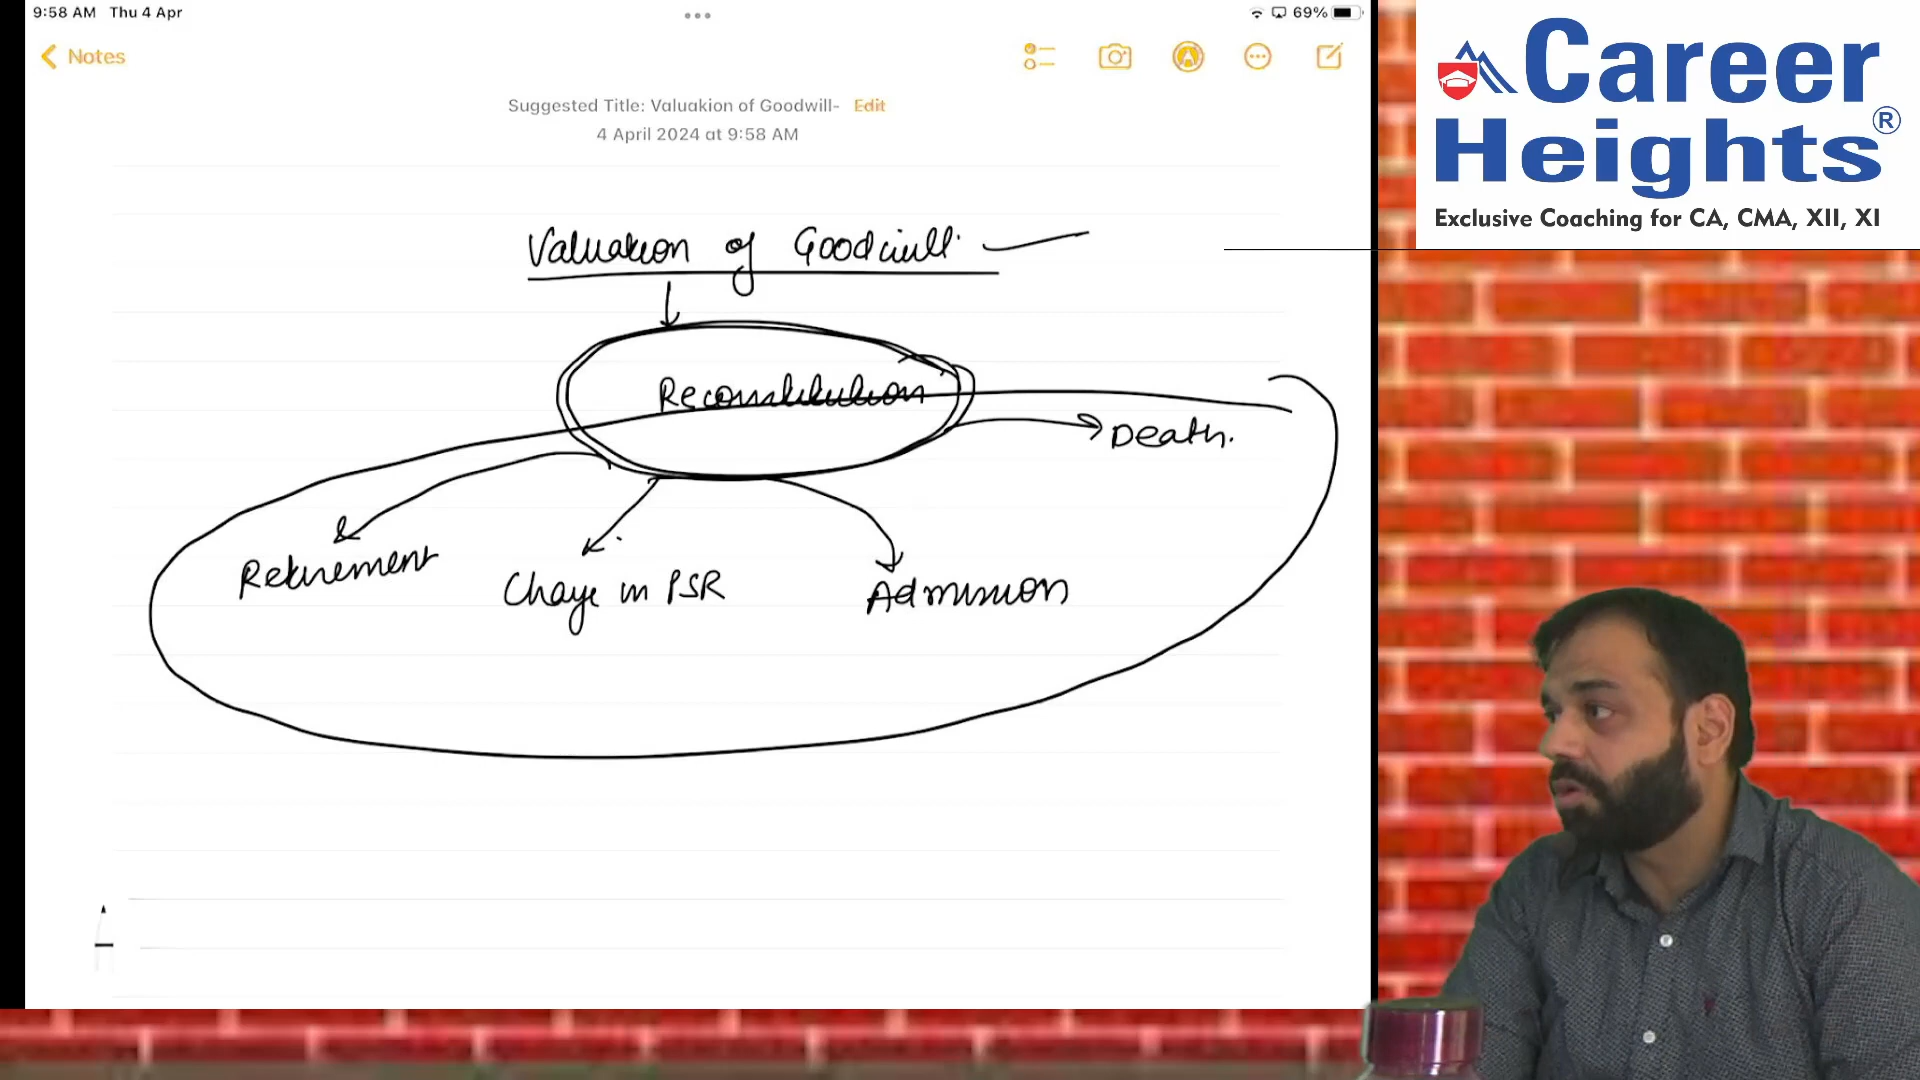 9:58 AM Thu 4 Apr
69%
Notes
Suggested Title: Valuakion of Goodwill- Edit
4 April 2024 at 9:58 AM
Valuation of Goodwill.
Reconstitution
Death.
Retirement
Change in PSR
Admission
Career
Heights®
Exclusive Coaching for CA, CMA, XII, XI